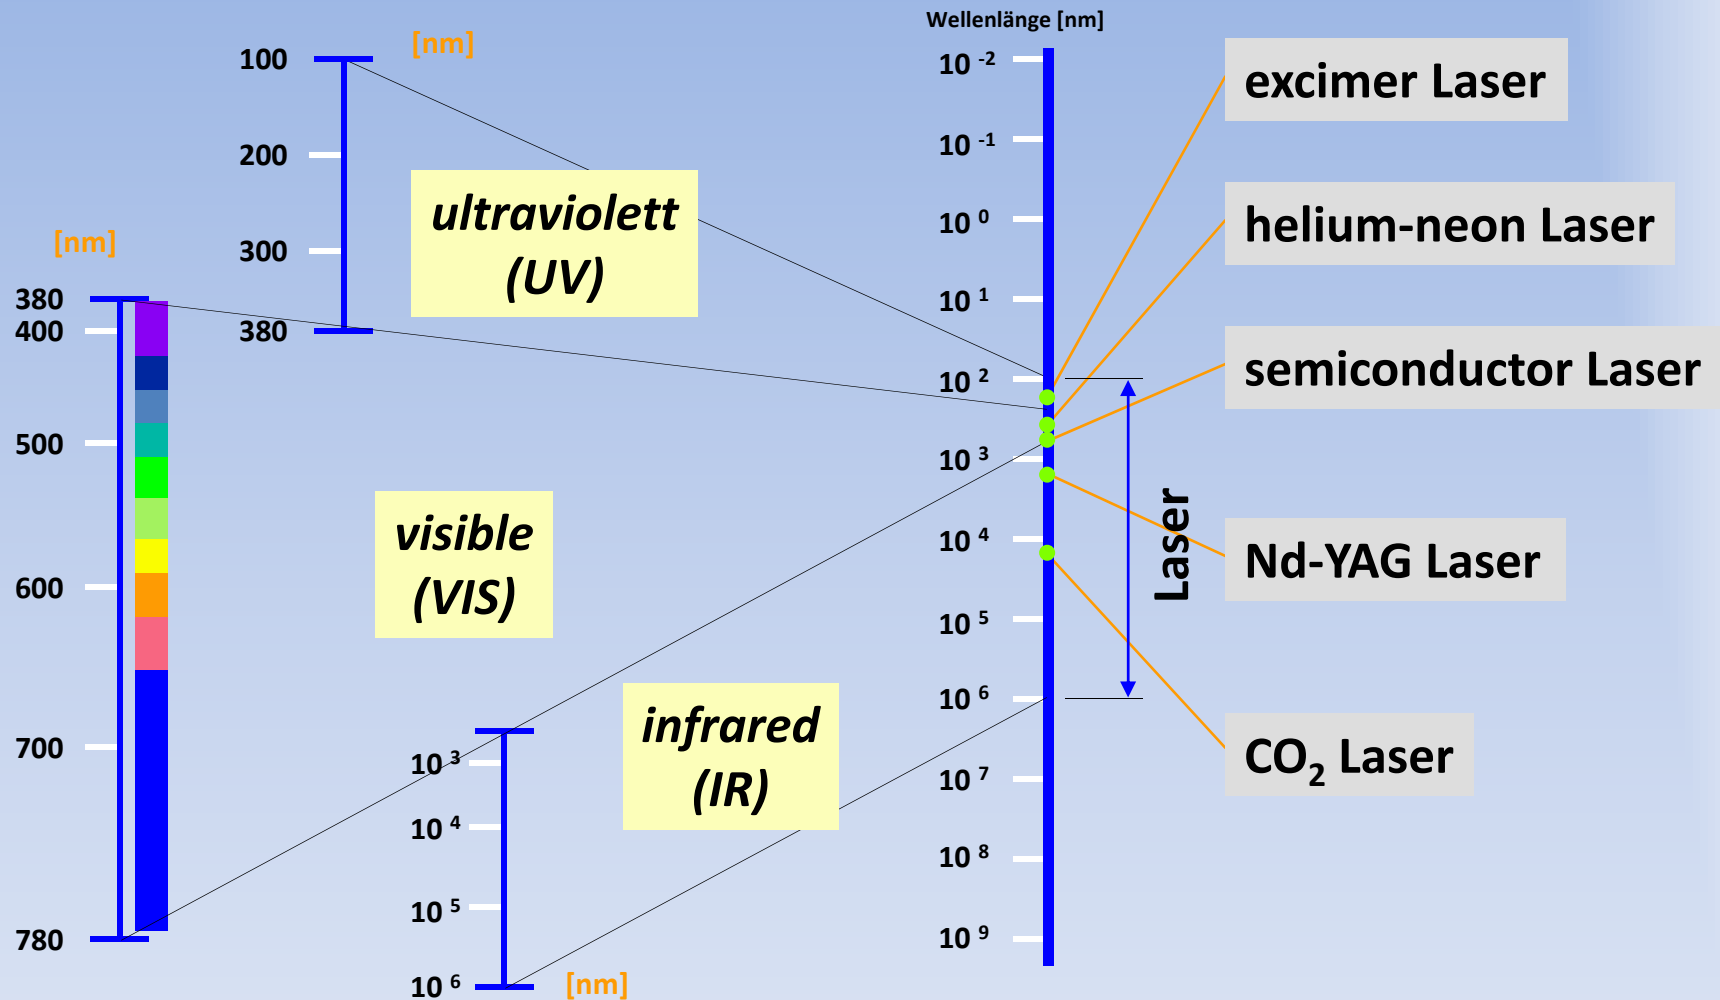 Wellenlänge [nm]
[nm]
100
200
300
380
ultraviolett
(UV)
[nm]
380
400
500
600
700
780
visible
(VIS)
10 3
10 4
10 5
10 6
[nm]
infrared
(IR)
10 -2
10 -1
10 0
10 1
10 2
10 3
10 4
10 5
10 6
10 7
10 8
10 9
Laser
excimer Laser
helium-neon Laser
semiconductor Laser
Nd-YAG Laser
CO2 Laser